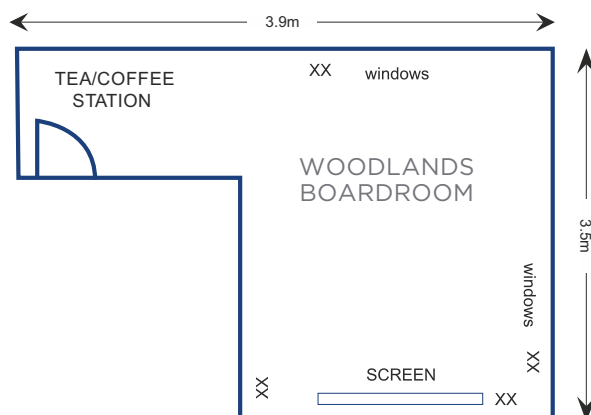 3.9m
TEA/COFFEE
STATION
XX
windows
WOODLANDS
BOARDROOM
3.5m
windows
XX
XX
SCREEN
XX